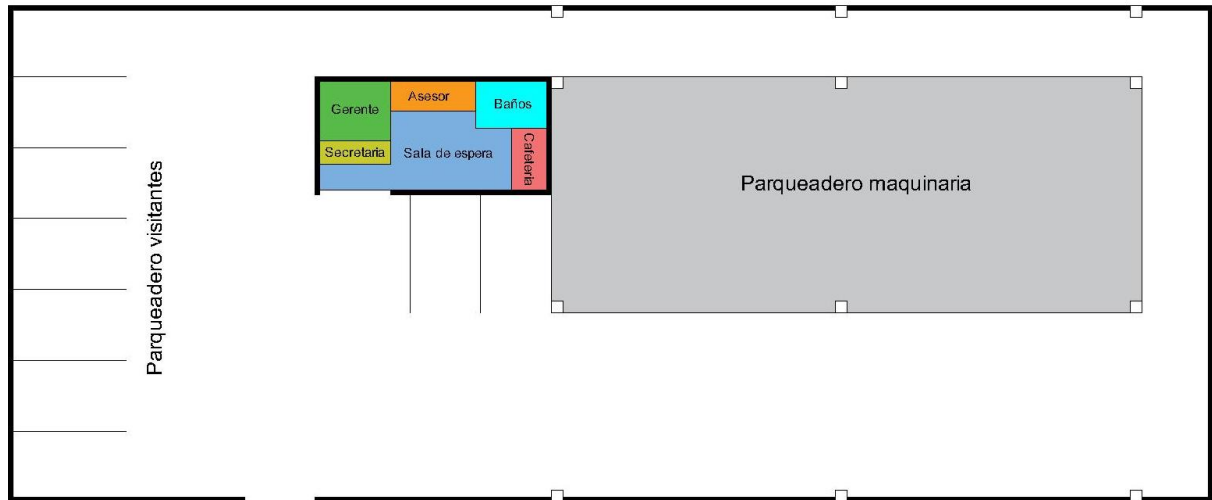 Gerente
Asesor
Baños
Secretaria
Sala de espera
Cafeteria
Parqueadero maquinaria
Parqueadero visitantes